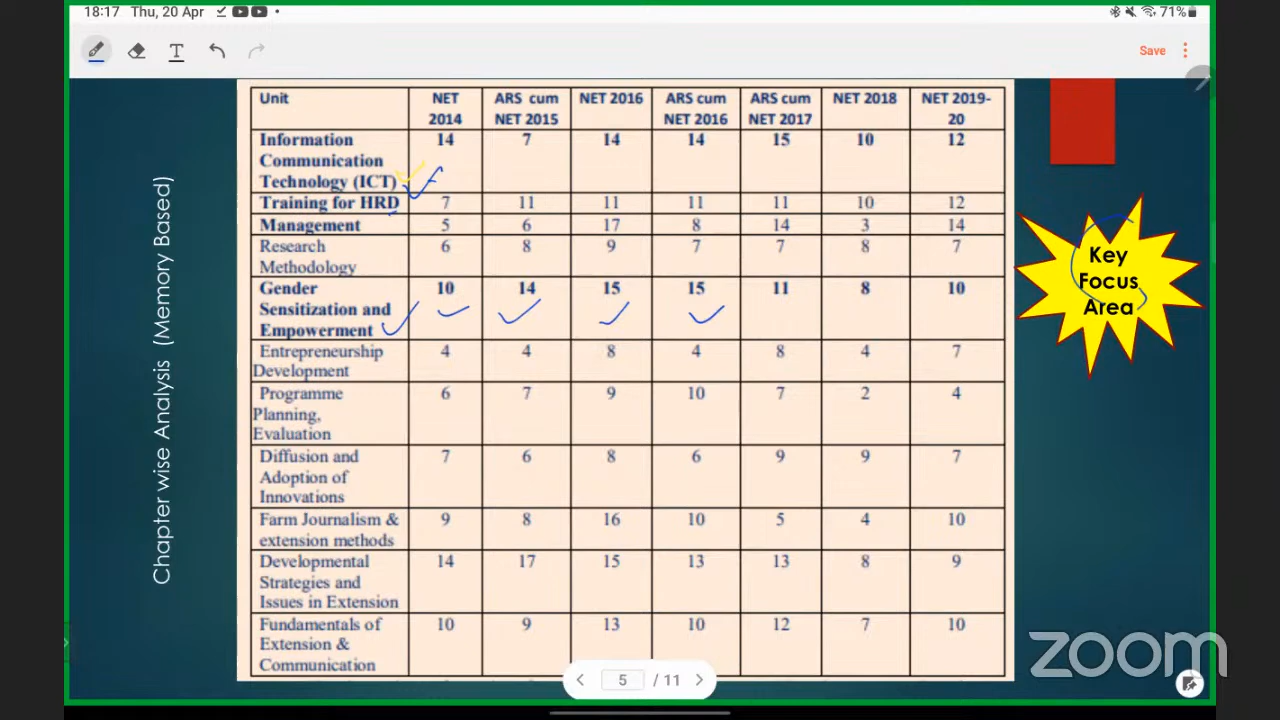 18:17 Thu, 20 Apr
71%
T
Save
Chapter wise Analysis (Memory Based)
Unit NET 2014 ARS cum NET 2015 NET 2016 ARS cum NET 2016 ARS cum NET 2017 NET 2018 NET 2019-20
Information Communication Technology (ICT) 14 7 14 14 15 10 12
Training for HRD 7 11 11 11 11 10 12
Management 5 6 17 8 14 3 14
Research Methodology 6 8 9 7 7 8 7
Gender Sensitization and Empowerment 10 14 15 15 11 8 10
Entrepreneurship Development 4 4 8 4 8 4 7
Programme Planning, Evaluation 6 7 9 10 7 2 4
Diffusion and Adoption of Innovations 7 6 8 6 9 9 7
Farm Journalism & extension methods 9 8 16 10 5 4 10
Developmental Strategies and Issues in Extension 14 17 15 13 13 8 9
Fundamentals of Extension & Communication 10 9 13 10 12 7 10
Key
Focus
Area
5 / 11
zoom